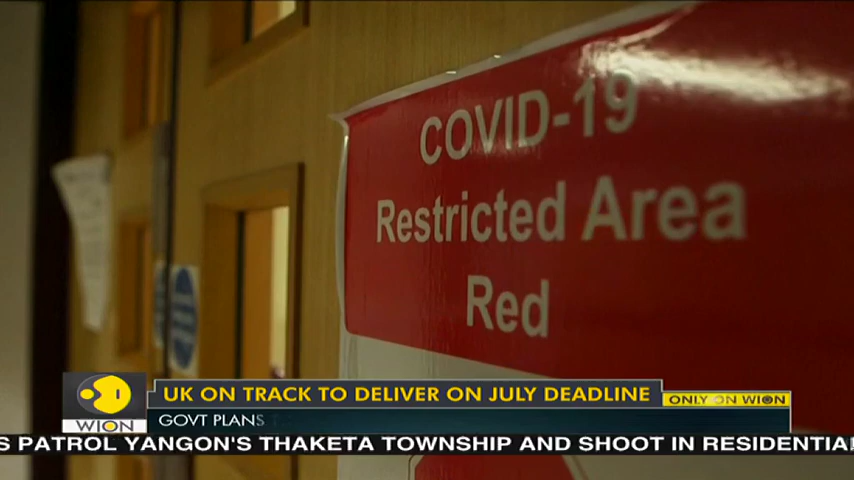 COVID-19
Restricted Area
Red
UK ON TRACK TO DELIVER ON JULY DEADLINE
ONLY ON WION
WION
GOVT PLANS
S PATROL YANGON'S THAKETA TOWNSHIP AND SHOOT IN RESIDENTIA